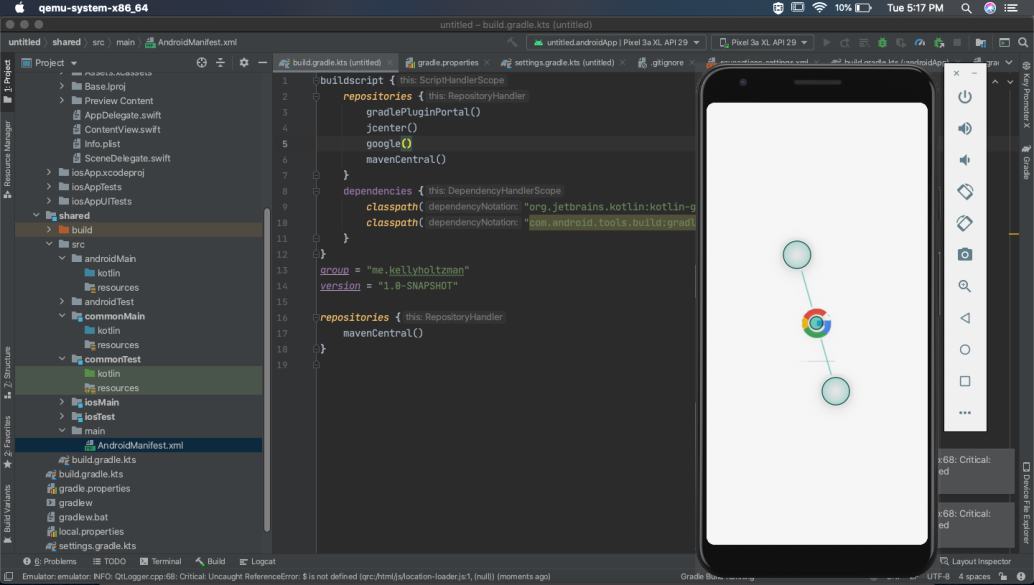 qemu-system-x86_64
10%
Tue 5:17 PM
untitled – build.gradle.kts (untitled)
untitled
shared
src
main
AndroidManifest.xml
untitled.androidApp | Pixel 3a XL API 29
Pixel 3a XL API 29
Project
build.gradle.kts (untitled)
gradle.properties
settings.gradle.kts (untitled)
.gitignore
1: Project
Resource Manager
7: Structure
2: Favorites
Build Variants
Assets.xcassets
Base.lproj
Preview Content
AppDelegate.swift
ContentView.swift
Info.plist
SceneDelegate.swift
iosApp.xcodeproj
iosAppTests
iosAppUITests
shared
build
src
androidMain
kotlin
resources
androidTest
commonMain
kotlin
resources
commonTest
kotlin
resources
iosMain
iosTest
main
AndroidManifest.xml
build.gradle.kts
build.gradle.kts
gradle.properties
gradlew
gradlew.bat
local.properties
settings.gradle.kts
1 buildscript { this: ScriptHandlerScope
2 repositories { this: RepositoryHandler
3 gradlePluginPortal()
4 jcenter()
5 google()
6 mavenCentral()
7 }
8 dependencies { this: DependencyHandlerScope
9 classpath( dependencyNotation: "org.jetbrains.kotlin:kotlin-g
10 classpath( dependencyNotation: "com.android.tools.build:gradl
11 }
12 }
13 group = "me.kellyholtzman"
14 version = "1.0-SNAPSHOT"
15
16 repositories { this: RepositoryHandler
17 mavenCentral()
18 }
19
Key Promoter X
Gradle
Device File Explorer
:68: Critical:
ed
:68: Critical:
ed
6: Problems
TODO
Terminal
Build
Logcat
Layout Inspector
Emulator: emulator: INFO: QtLogger.cpp:68: Critical: Uncaught ReferenceError: $ is not defined (qrc:/html/js/location-loader.js:1, (null)) (moments ago)
UTF-8
4 spaces